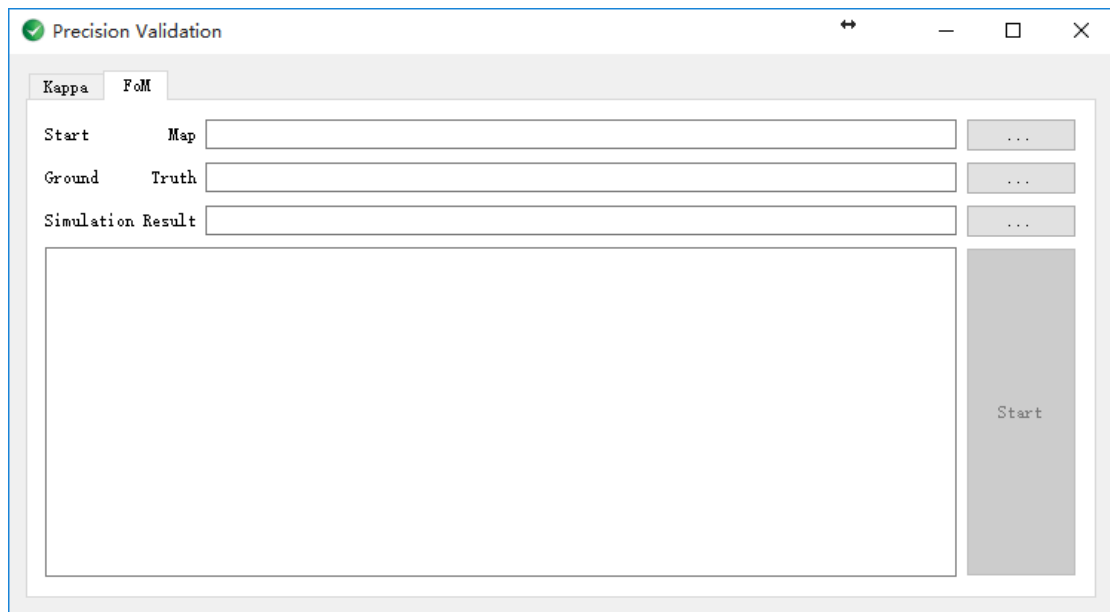 Precision Validation
Kappa FoM
Start Map ...
Ground Truth ...
Simulation Result ...
Start